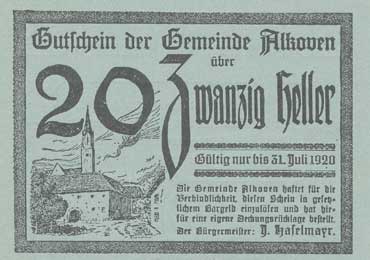 Gutschein der Gemeinde Alkoven
über
20 Zwanzig Heller
Gültig nur bis 31. Juli 1920
Die Gemeinde Alkoven haftet für die
Verbindlichkeit, diesen Schein in gesetz-
lichem Bargeld einzulösen und hat hie-
für eine eigene Deckungsrücklage bestellt.
Der Bürgermeister: J. Haselmayr.